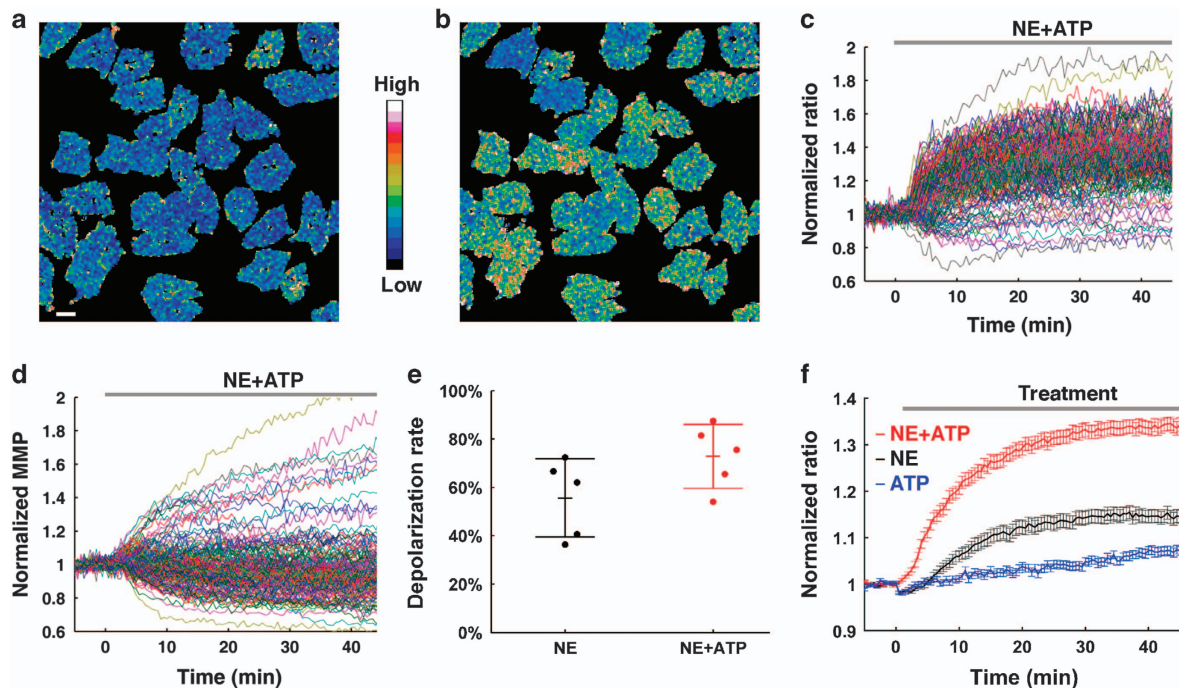 a
High
Low
b
c
NE+ATP
Normalized ratio
2
1.8
1.6
1.4
1.2
1
0.8
0.6
0 10 20 30 40
Time (min)
d
NE+ATP
Normalized MMP
2
1.8
1.6
1.4
1.2
1
0.8
0.6
0 10 20 30 40
Time (min)
e
Depolarization rate
100%
80%
60%
40%
20%
0%
NE NE+ATP
f
Treatment
Normalized ratio
1.4
1.3
1.2
1.1
1
0.9
NE+ATP
NE
ATP
0 10 20 30 40
Time (min)